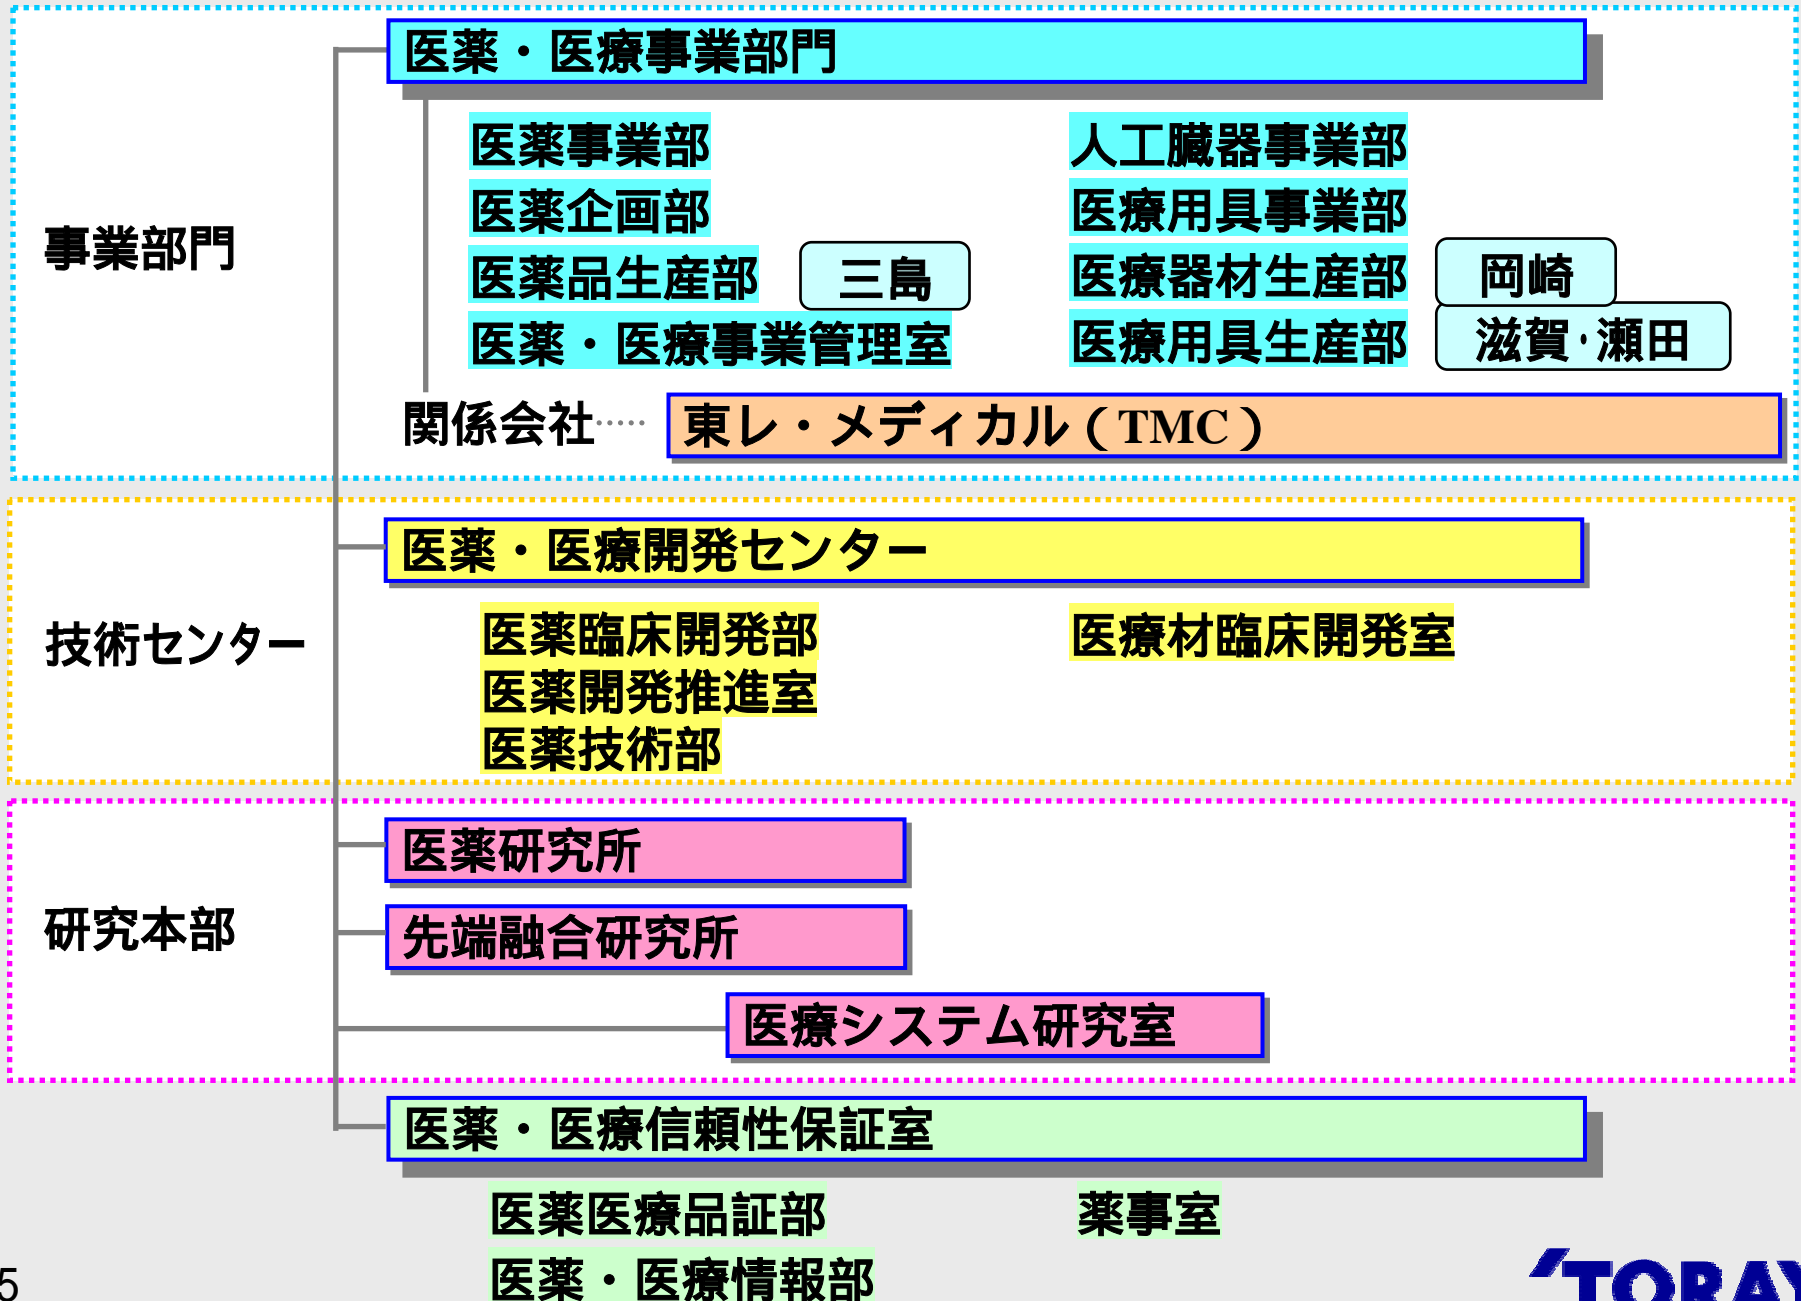 医薬・医療事業部門
事業部門
医薬事業部
医薬企画部
医薬品生産部 三島
医薬・医療事業管理室
人工臓器事業部
医療用具事業部
医療器材生産部 岡崎
医療用具生産部 滋賀・瀬田
関係会社‥‥ 東レ・メディカル（TMC）
技術センター
医薬・医療開発センター
医薬臨床開発部
医薬開発推進室
医薬技術部
医療材臨床開発室
研究本部
医薬研究所
先端融合研究所
医療システム研究室
医薬・医療信頼性保証室
医薬医療品証部
医薬・医療情報部
薬事室
5
'TORAY